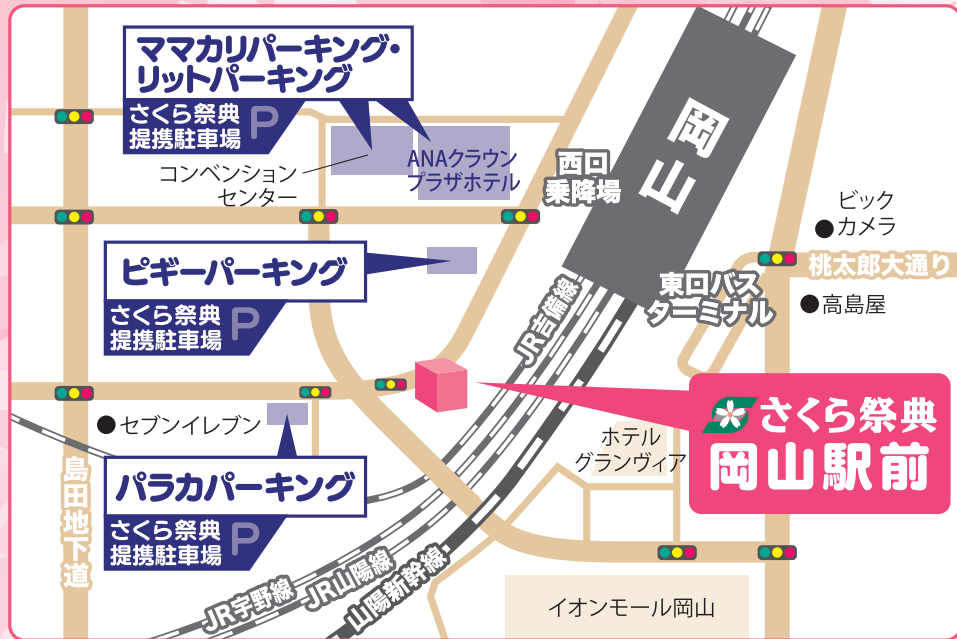 ママカリパーキング・
リットパーキング
さくら祭典
提携駐車場 P
コンベンション
センター
ANAクラウン
プラザホテル
西口
乗降場
岡山
ビック
カメラ
桃太郎大通り
東口バス
ターミナル
高島屋
ピギーパーキング
さくら祭典
提携駐車場 P
JR吉備線
さくら祭典
岡山駅前
セブンイレブン
ホテル
グランヴィア
パラカパーキング
さくら祭典
提携駐車場 P
島田地下道
JR宇野線
JR山陽線
山陽新幹線
イオンモール岡山